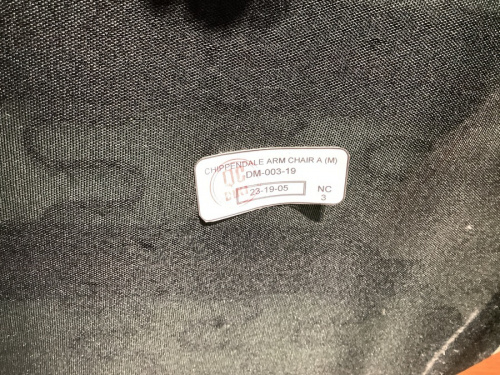 CHIPPENDALE ARM CHAIR A (M)
DM-003-19
23-19-05
NC
3